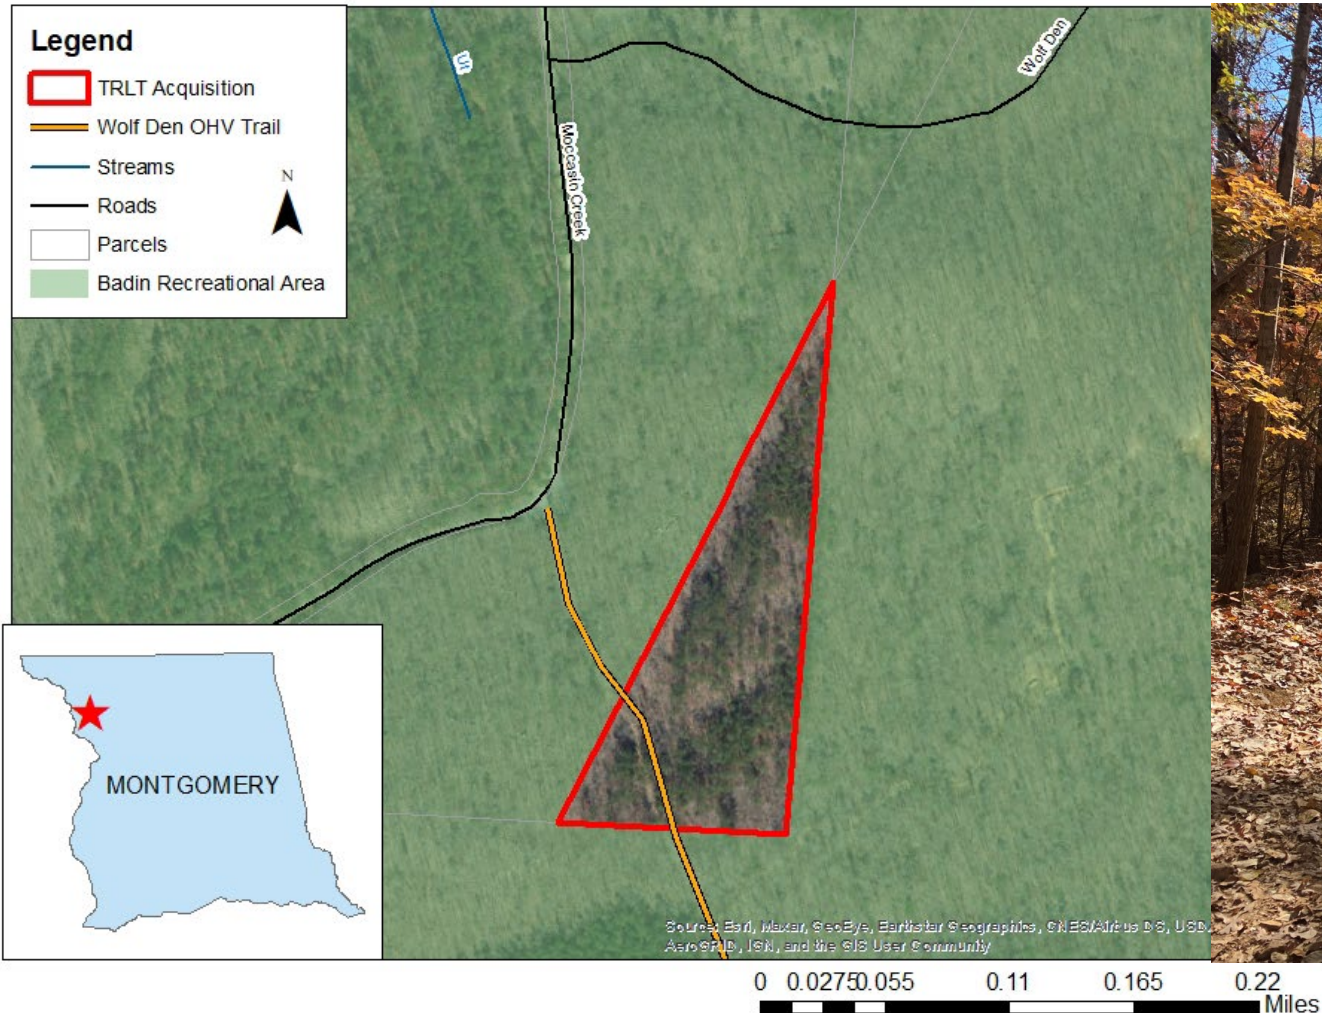 Legend
TRLT Acquisition
Wolf Den OHV Trail
Streams
Roads
Parcels
Badin Recreational Area
N
Ut
Moccasin Creek
Wolf Den
MONTGOMERY
Source: Esri, Maxar, GeoEye, Earthstar Geographics, CNES/Airbus DS, USD
AeroGRID, IGN, and the GIS User Community
0 0.0275 0.055 0.11 0.165 0.22
Miles